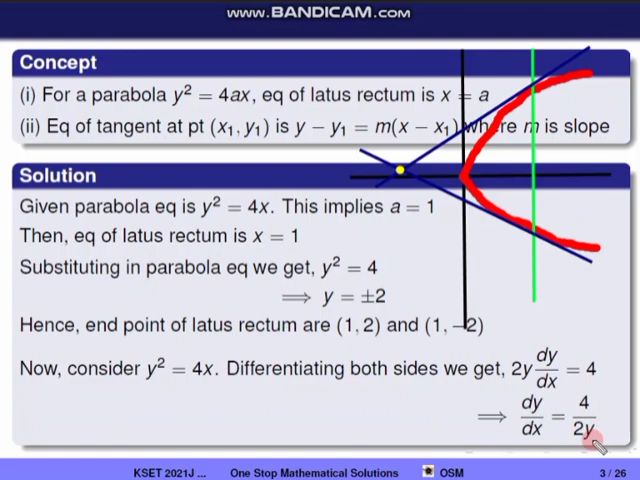 www.BANDICAM.com
Concept
(i) For a parabola y² = 4ax, eq of latus rectum is x = a
(ii) Eq of tangent at pt (x₁, y₁) is y − y₁ = m(x − x₁) where m is slope
Solution
Given parabola eq is y² = 4x. This implies a = 1
Then, eq of latus rectum is x = 1
Substituting in parabola eq we get, y² = 4
⟹ y = ±2
Hence, end point of latus rectum are (1, 2) and (1, −2)
Now, consider y² = 4x. Differentiating both sides we get, 2y dy/dx = 4
⟹ dy/dx = 4/2y
KSET 2021J ... One Stop Mathematical Solutions OSM 3 / 26